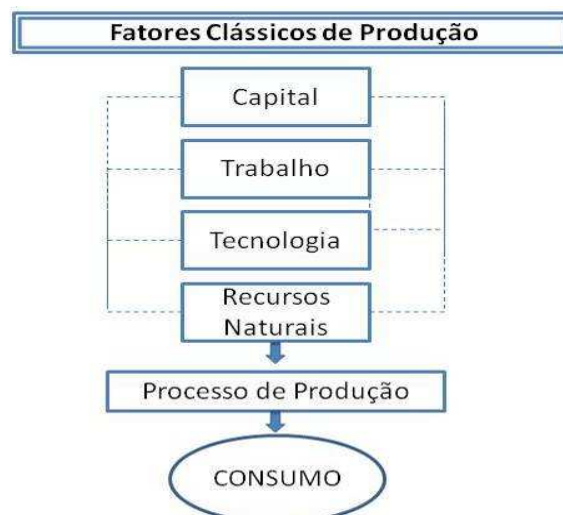 Fatores Clássicos de Produção
Capital
Trabalho
Tecnologia
Recursos
Naturais
Processo de Produção
CONSUMO